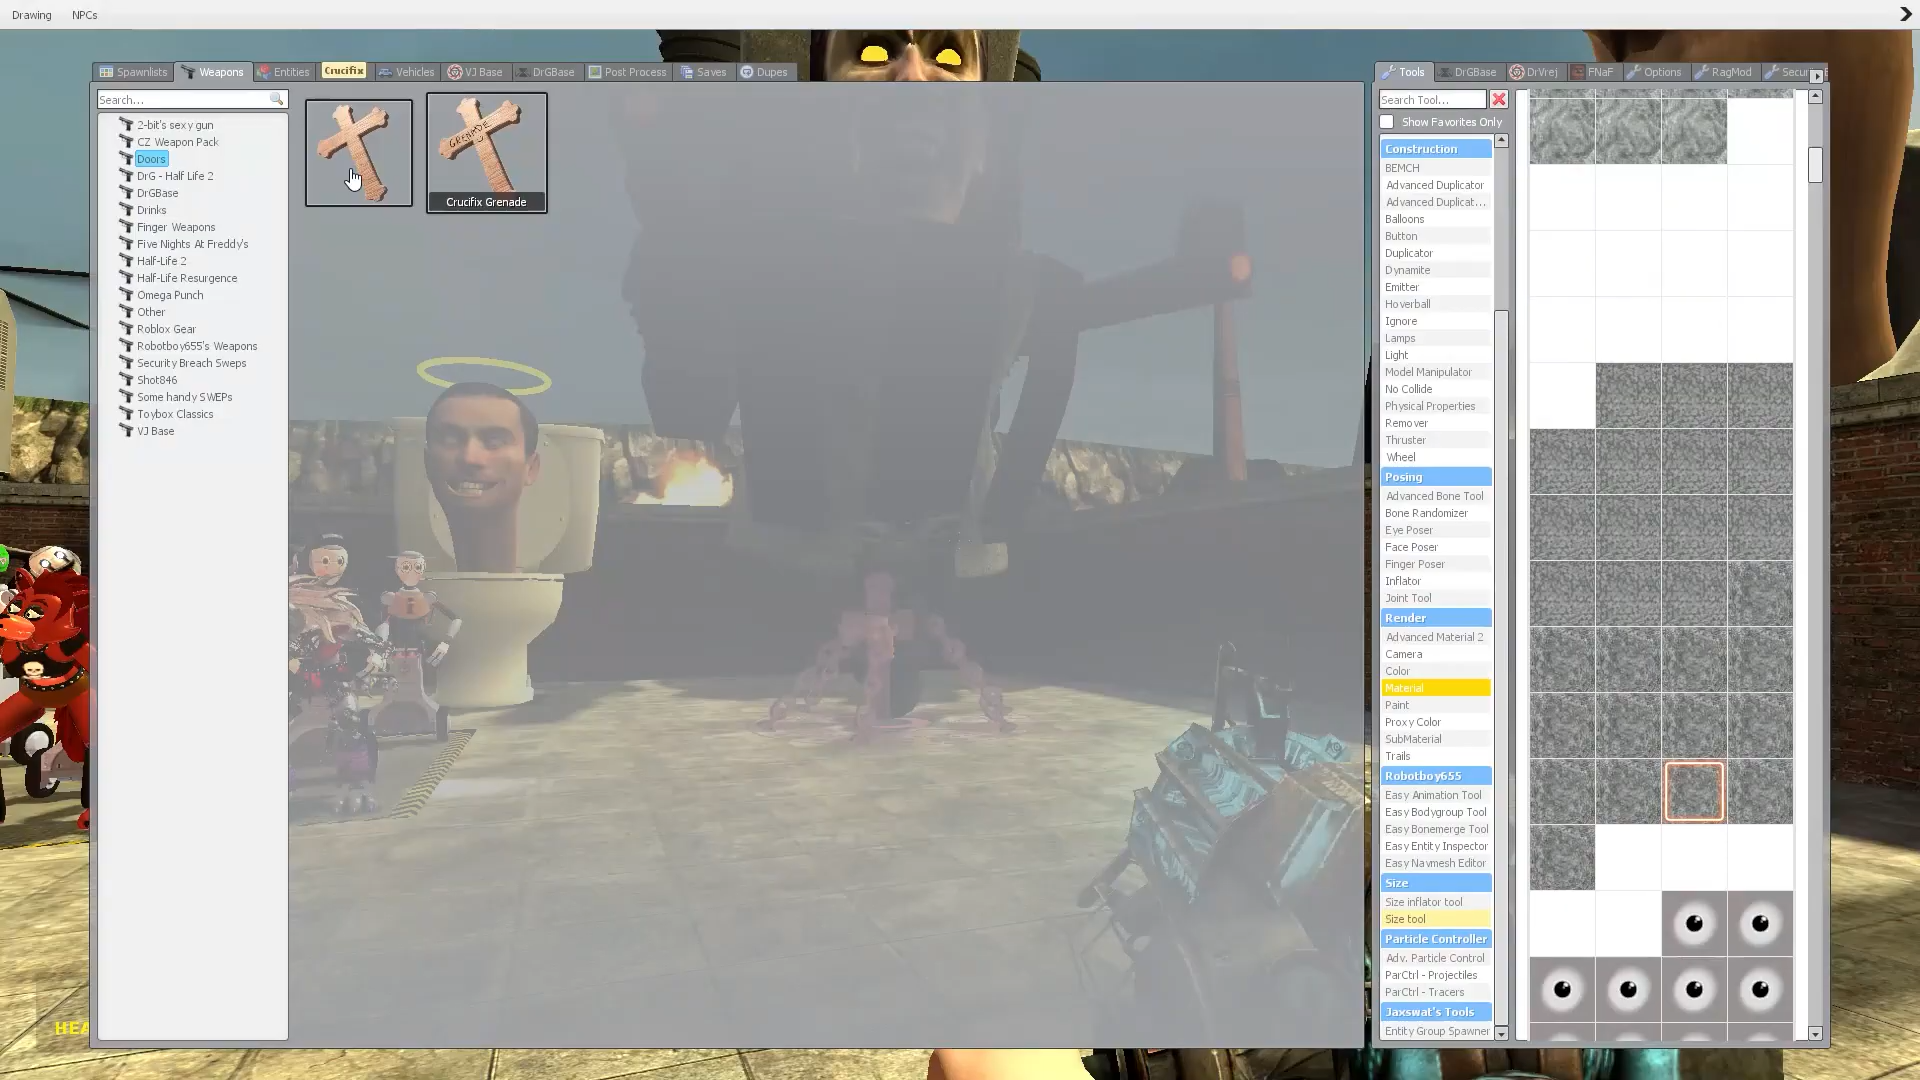 Drawing NPCs
Spawnlists Weapons Entities Crucifix Vehicles VJ Base DrGBase Post Process Saves Dupes
Search...
2-bit's sexy gun
CZ Weapon Pack
Doors
DrG - Half Life 2
DrGBase
Drinks
Finger Weapons
Five Nights At Freddy's
Half-Life 2
Half-Life Resurgence
Omega Punch
Other
Roblox Gear
Robotboy655's Weapons
Security Breach Sweps
Shot846
Some handy SWEPs
Toybox Classics
VJ Base
GRENADE
Crucifix Grenade
HEA
Tools DrGBase DrVrej FNaF Options RagMod Secur
Search Tool...
Show Favorites Only
Construction
BEMCH
Advanced Duplicator
Advanced Duplicat...
Balloons
Button
Duplicator
Dynamite
Emitter
Hoverball
Ignore
Lamps
Light
Model Manipulator
No Collide
Physical Properties
Remover
Thruster
Wheel
Posing
Advanced Bone Tool
Bone Randomizer
Eye Poser
Face Poser
Finger Poser
Inflator
Joint Tool
Render
Advanced Material 2
Camera
Color
Material
Paint
Proxy Color
SubMaterial
Trails
Robotboy655
Easy Animation Tool
Easy Bodygroup Tool
Easy Bonemerge Tool
Easy Entity Inspector
Easy Navmesh Editor
Size
Size inflator tool
Size tool
Particle Controller
Adv. Particle Control
ParCtrl - Projectiles
ParCtrl - Tracers
Jaxswat's Tools
Entity Group Spawner